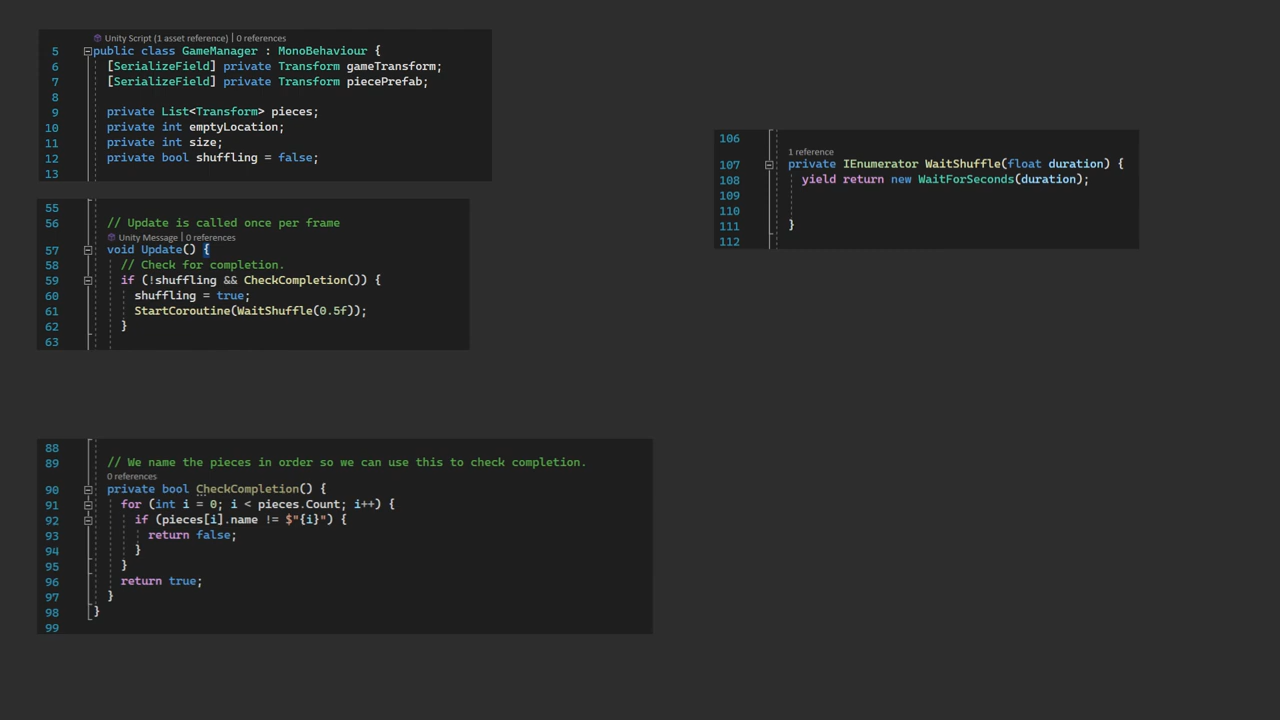 Unity Script (1 asset reference) | 0 references
5 public class GameManager : MonoBehaviour {
6 [SerializeField] private Transform gameTransform;
7 [SerializeField] private Transform piecePrefab;
8
9 private List<Transform> pieces;
10 private int emptyLocation;
11 private int size;
12 private bool shuffling = false;
13
55
56 // Update is called once per frame
Unity Message | 0 references
57 void Update() {
58 // Check for completion.
59 if (!shuffling && CheckCompletion()) {
60 shuffling = true;
61 StartCoroutine(WaitShuffle(0.5f));
62 }
63
88
89 // We name the pieces in order so we can use this to check completion.
0 references
90 private bool CheckCompletion() {
91 for (int i = 0; i < pieces.Count; i++) {
92 if (pieces[i].name != $"{i}") {
93 return false;
94 }
95 }
96 return true;
97 }
98 }
99
106
1 reference
107 private IEnumerator WaitShuffle(float duration) {
108 yield return new WaitForSeconds(duration);
109
110
111 }
112